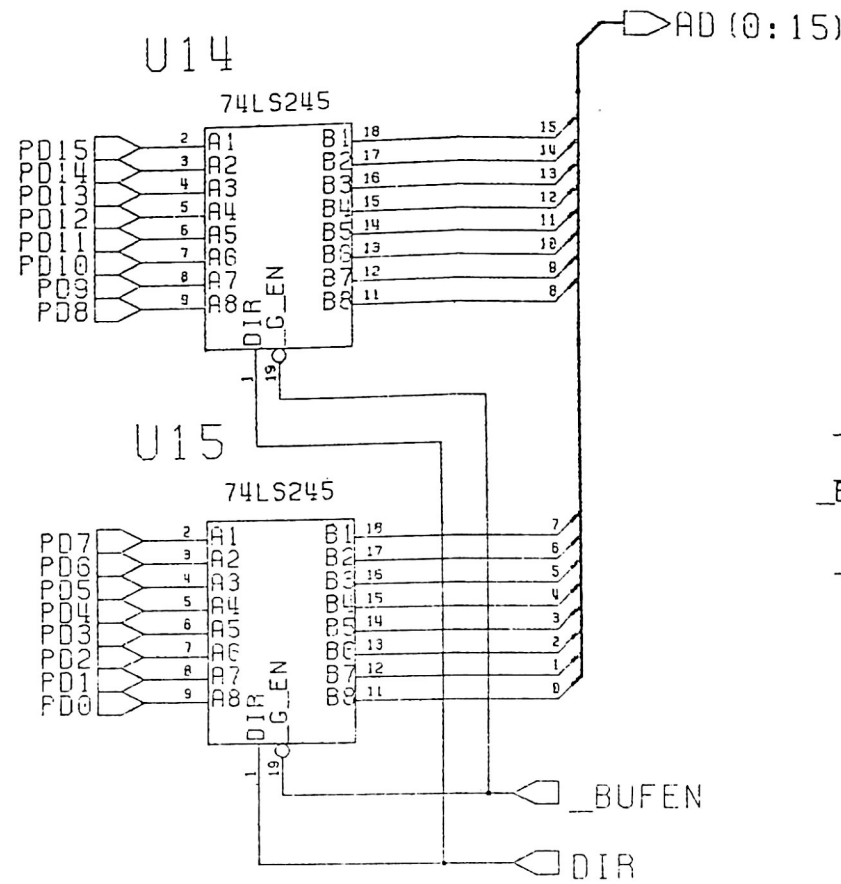 AD(0:15)
U14
74LS245
PD15 2 A1 B1 18 15
PD14 3 A2 B2 17 14
PD13 4 A3 B3 16 13
PD12 5 A4 B4 15 12
PD11 6 A5 B5 14 11
PD10 7 A6 B6 13 10
PD9 8 A7 B7 12 9
PD8 9 A8 B8 11 8
DIR _G_EN
1 19
U15
74LS245
PD7 2 A1 B1 18 7
PD6 3 A2 B2 17 6
PD5 4 A3 B3 16 5
PD4 5 A4 B4 15 4
PD3 6 A5 B5 14 3
PD2 7 A6 B6 13 2
PD1 8 A7 B7 12 1
PD0 9 A8 B8 11 0
DIR _G_EN
1 19
_BUFEN
DIR